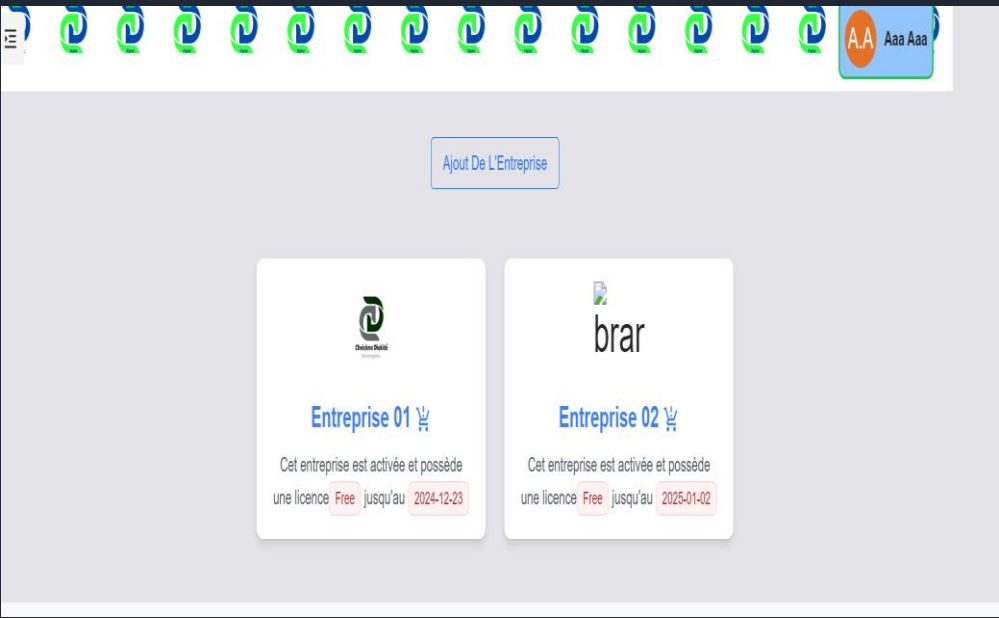 A.A Aaa Aaa
Ajout De L'Entreprise
Cheickna Diakité
brar
Entreprise 01
Entreprise 02
Cet entreprise est activée et possède
une licence Free jusqu'au 2024-12-23
Cet entreprise est activée et possède
une licence Free jusqu'au 2025-01-02